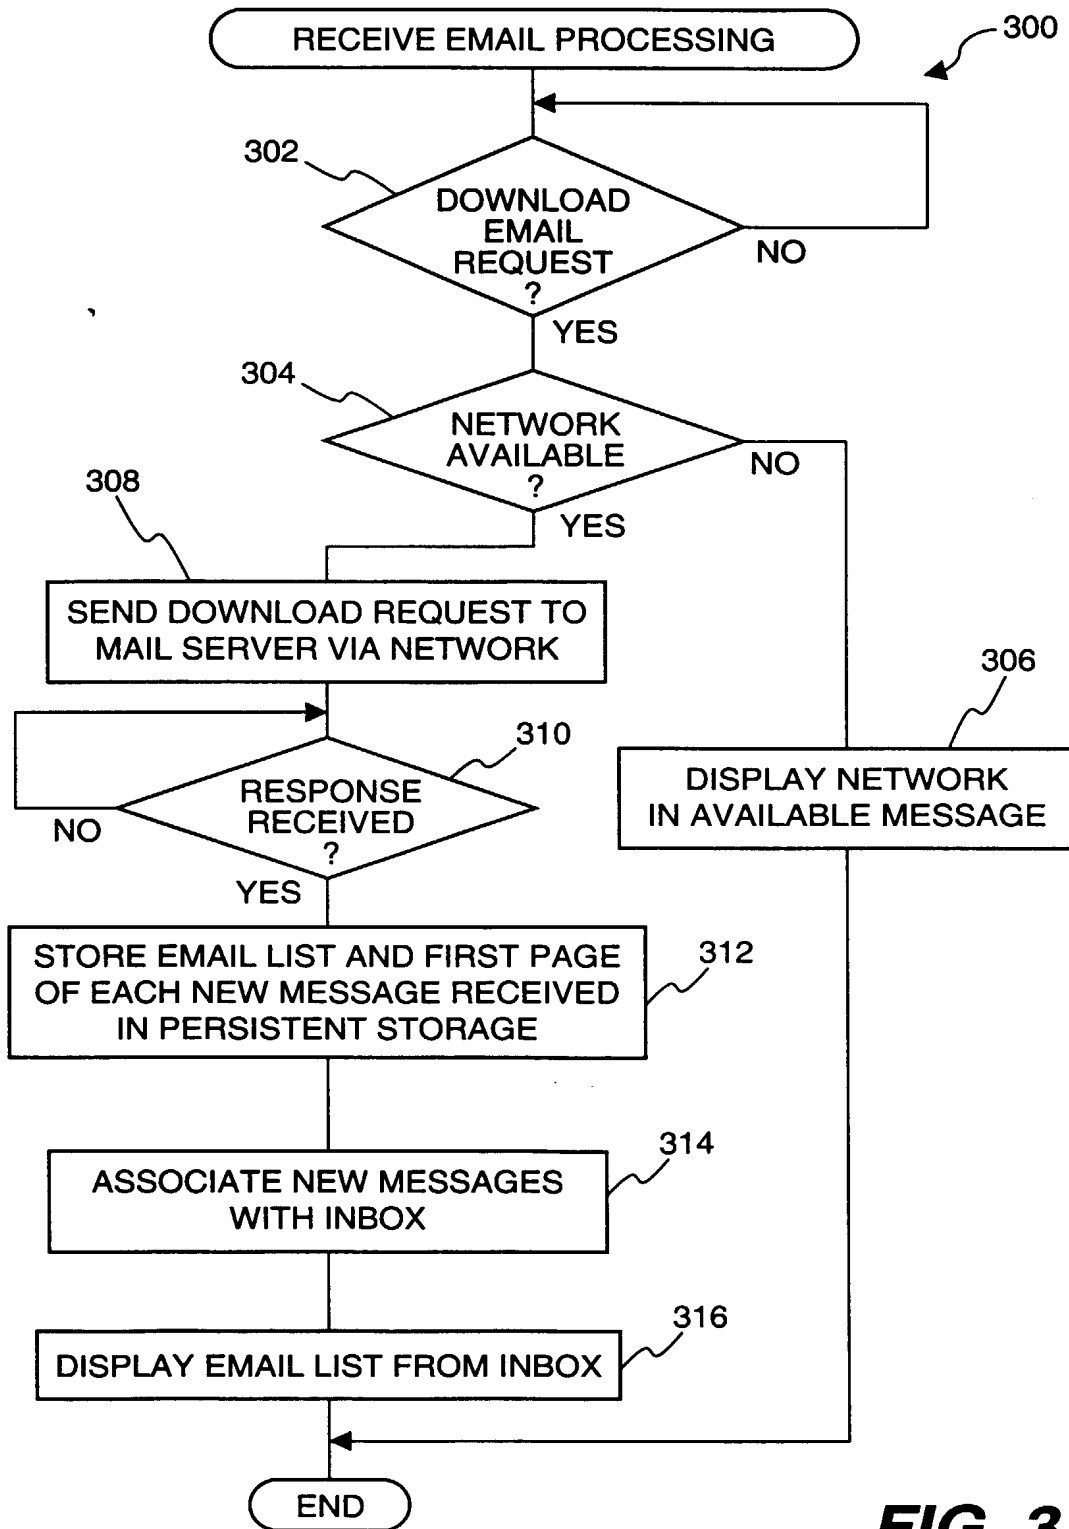 RECEIVE EMAIL PROCESSING
300
302
DOWNLOAD
EMAIL
REQUEST
?
NO
YES
304
NETWORK
AVAILABLE
?
NO
YES
308
SEND DOWNLOAD REQUEST TO
MAIL SERVER VIA NETWORK
306
DISPLAY NETWORK
IN AVAILABLE MESSAGE
310
RESPONSE
RECEIVED
?
NO
YES
STORE EMAIL LIST AND FIRST PAGE
OF EACH NEW MESSAGE RECEIVED
IN PERSISTENT STORAGE
312
314
ASSOCIATE NEW MESSAGES
WITH INBOX
316
DISPLAY EMAIL LIST FROM INBOX
END
FIG. 3